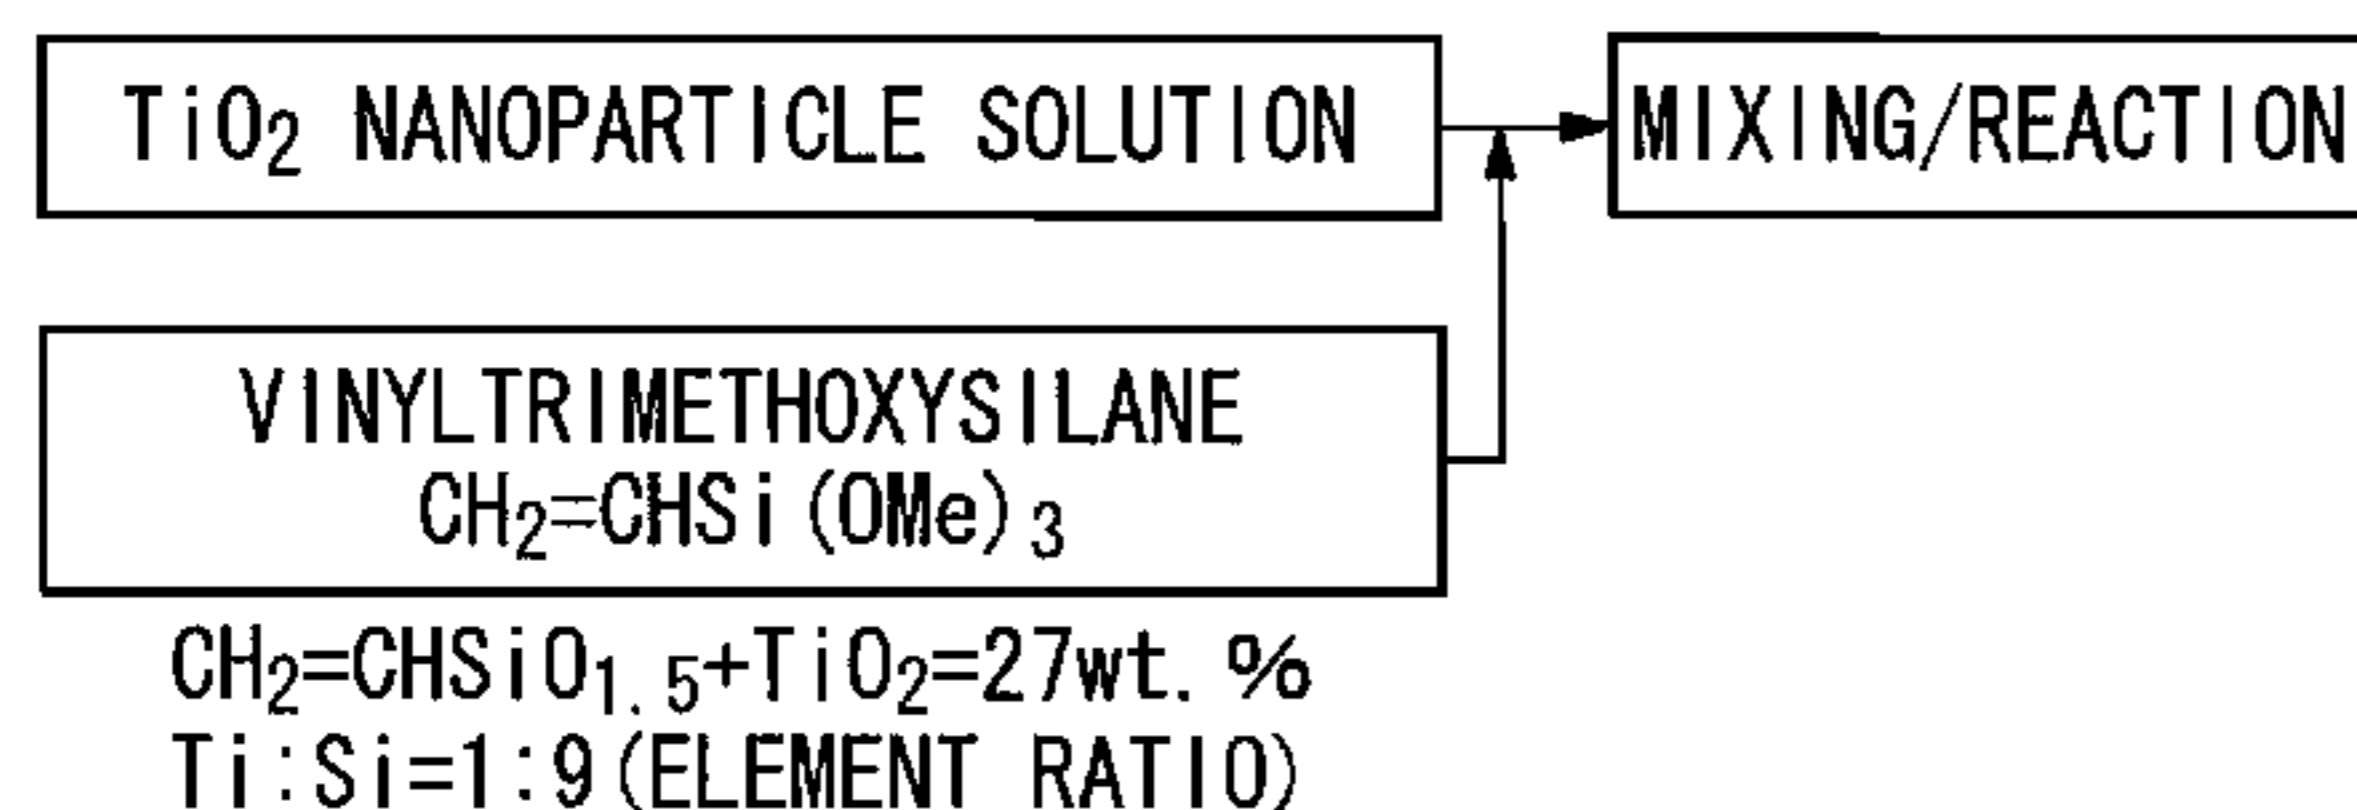 TiO₂ NANOPARTICLE SOLUTION
MIXING/REACTION
VINYLTRIMETHOXYSILANE
CH₂=CHSi(OMe)₃
CH₂=CHSiO₁.₅+TiO₂=27wt.%
Ti:Si=1:9(ELEMENT RATIO)